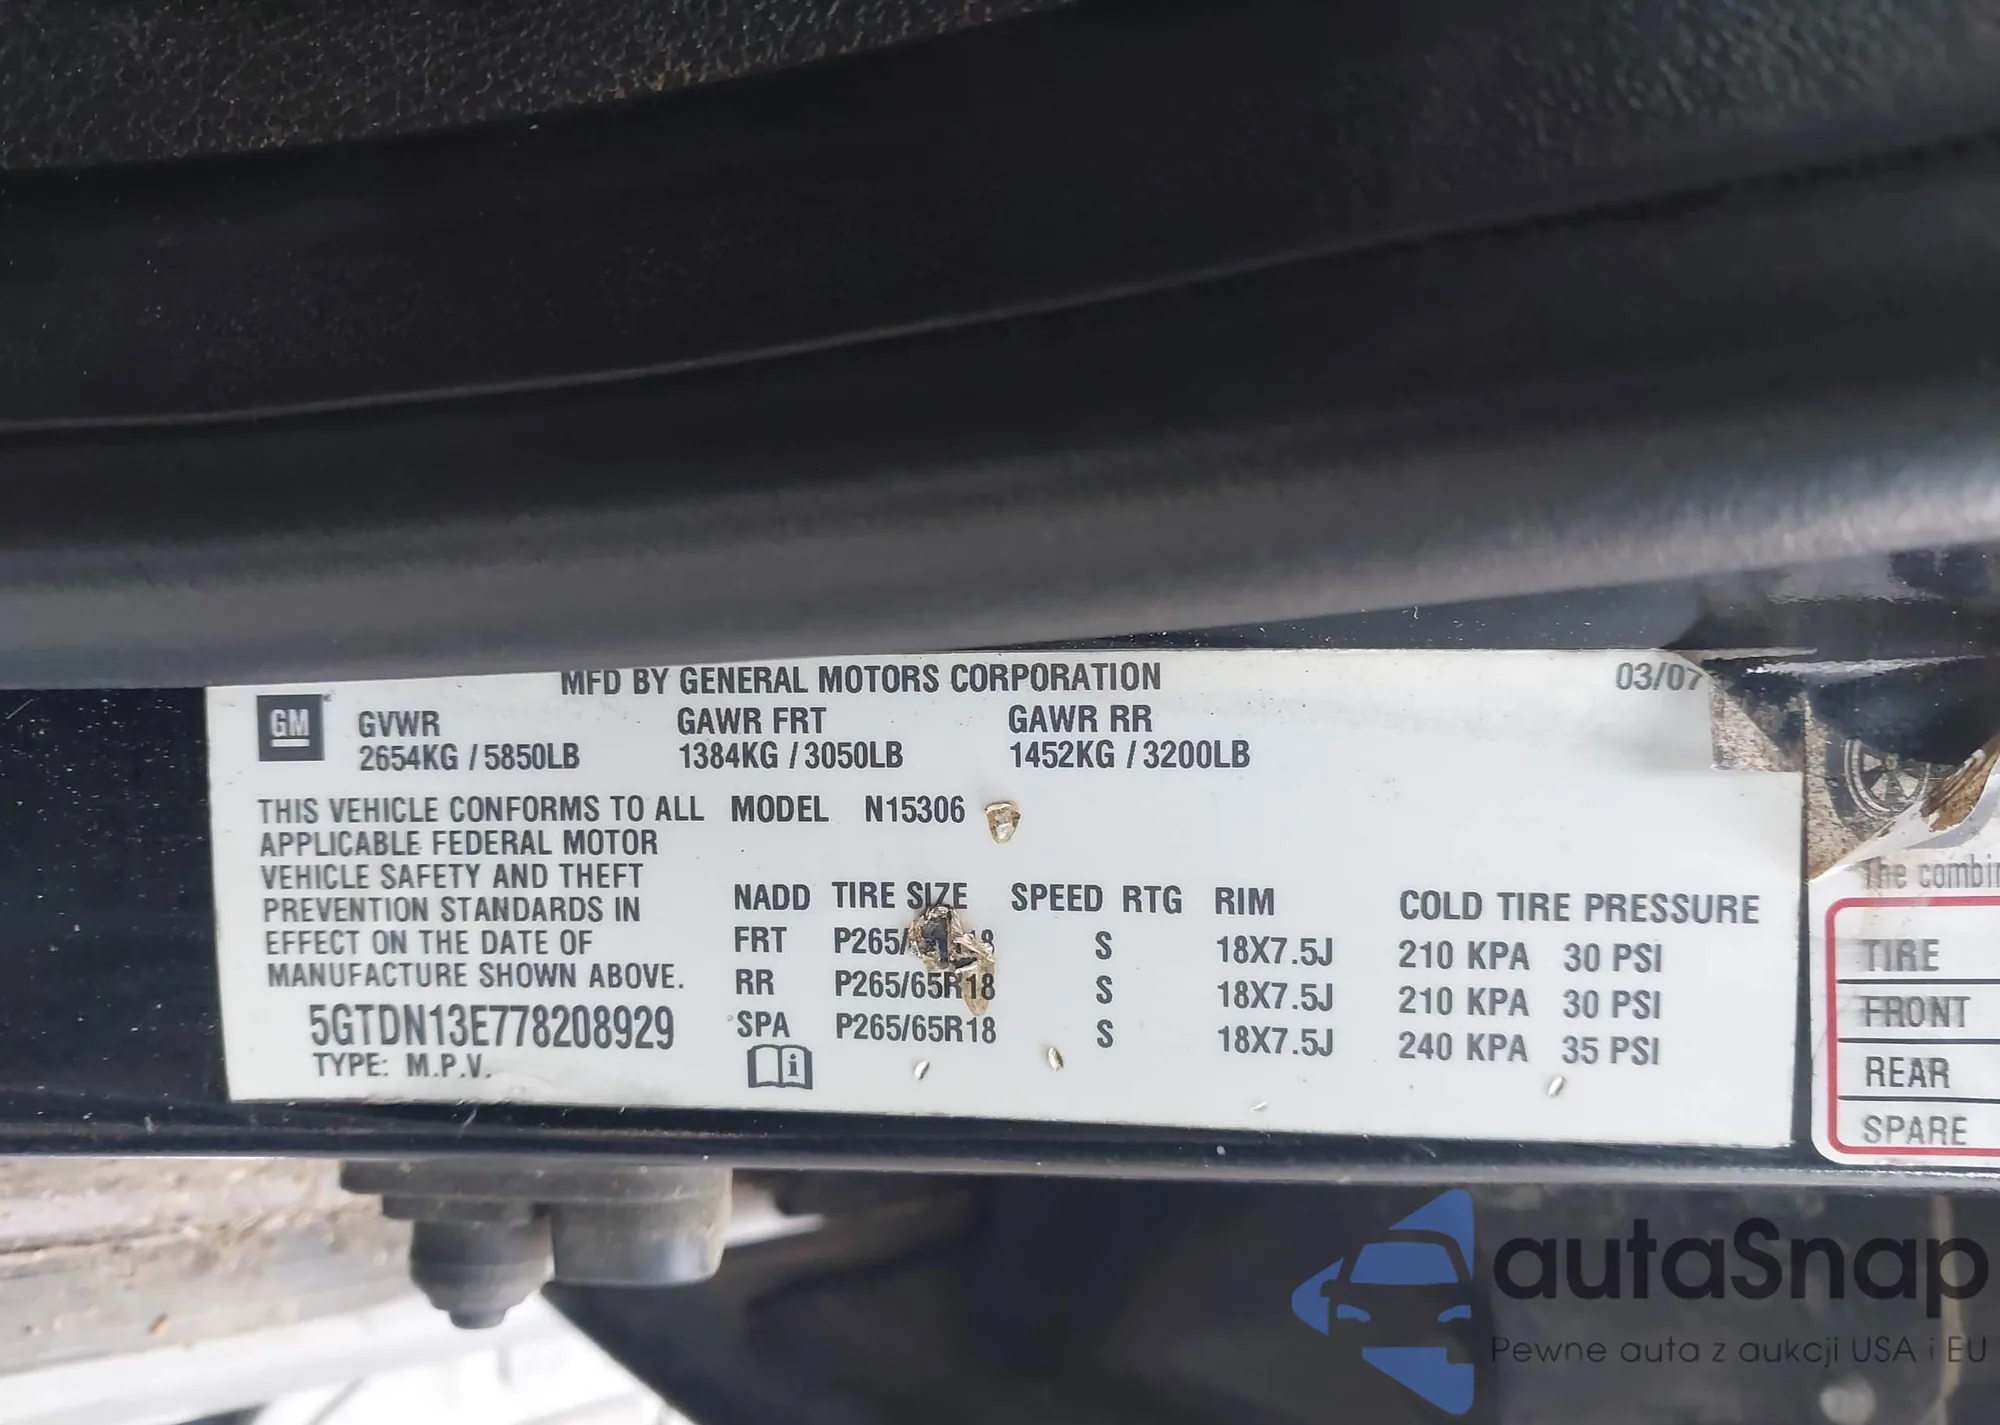 MFD BY GENERAL MOTORS CORPORATION 03/07
GM
GVWR GAWR FRT GAWR RR
2654KG / 5850LB 1384KG / 3050LB 1452KG / 3200LB
THIS VEHICLE CONFORMS TO ALL
APPLICABLE FEDERAL MOTOR
VEHICLE SAFETY AND THEFT
PREVENTION STANDARDS IN
EFFECT ON THE DATE OF
MANUFACTURE SHOWN ABOVE.
5GTDN13E778208929
TYPE: M.P.V.
MODEL N15306
NADD TIRE SIZE SPEED RTG RIM COLD TIRE PRESSURE
FRT P265/ 18 S 18X7.5J 210 KPA 30 PSI
RR P265/65R18 S 18X7.5J 210 KPA 30 PSI
SPA P265/65R18 S 18X7.5J 240 KPA 35 PSI
The
TIRE
FRONT
REAR
SPARE
autaSnap
Pewne auta z aukcji USA i EU